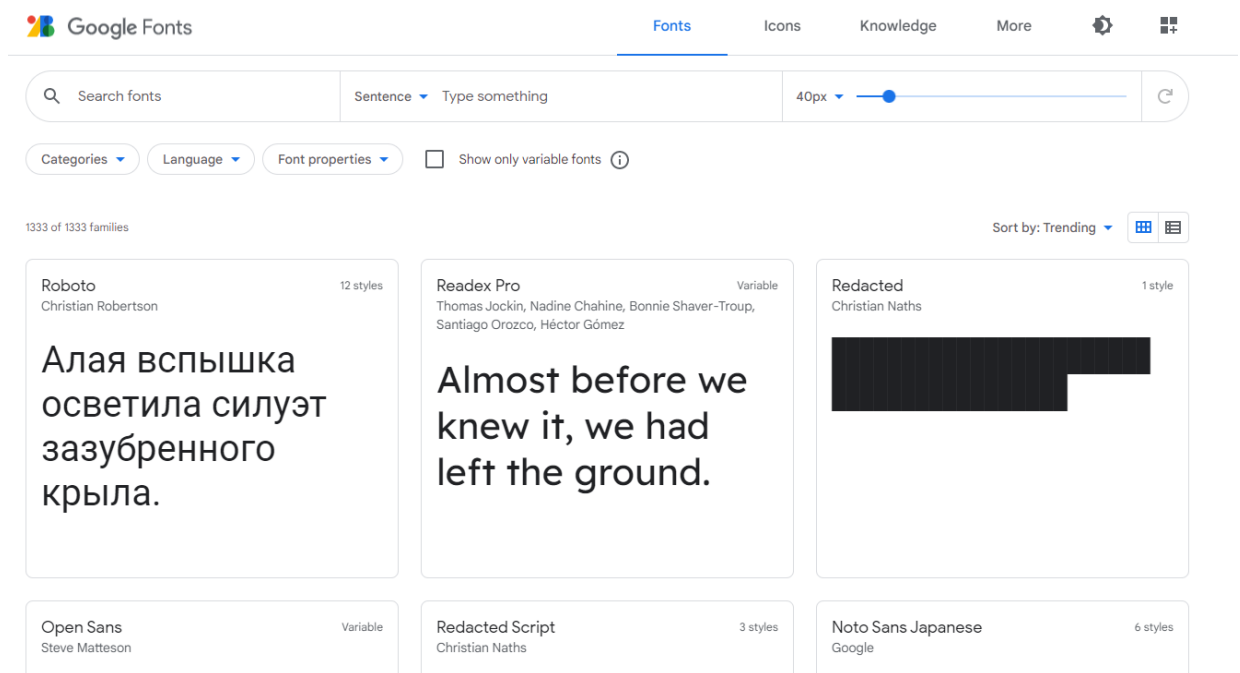 Google Fonts
Fonts Icons Knowledge More
Search fonts Sentence Type something 40px
Categories Language Font properties Show only variable fonts
1333 of 1333 families Sort by: Trending
Roboto 12 styles
Christian Robertson
Алая вспышка
осветила силуэт
зазубренного
крыла.
Readex Pro Variable
Thomas Jockin, Nadine Chahine, Bonnie Shaver-Troup,
Santiago Orozco, Héctor Gómez
Almost before we
knew it, we had
left the ground.
Redacted 1 style
Christian Naths
Open Sans Variable
Steve Matteson
Redacted Script 3 styles
Christian Naths
Noto Sans Japanese 6 styles
Google